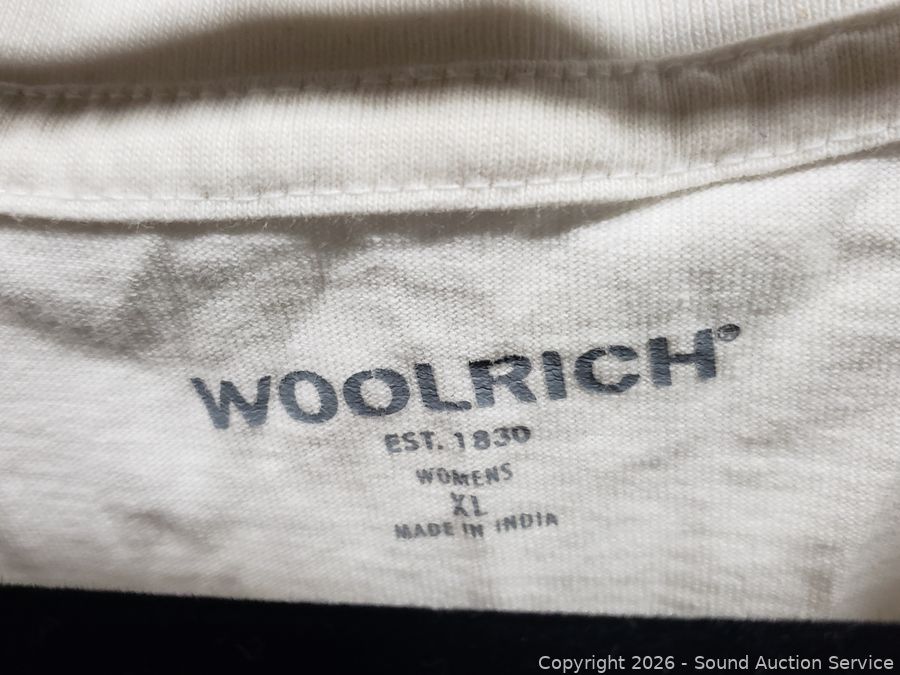 WOOLRICH®
EST. 1830
WOMENS
XL
MADE IN INDIA
Copyright 2026 - Sound Auction Service